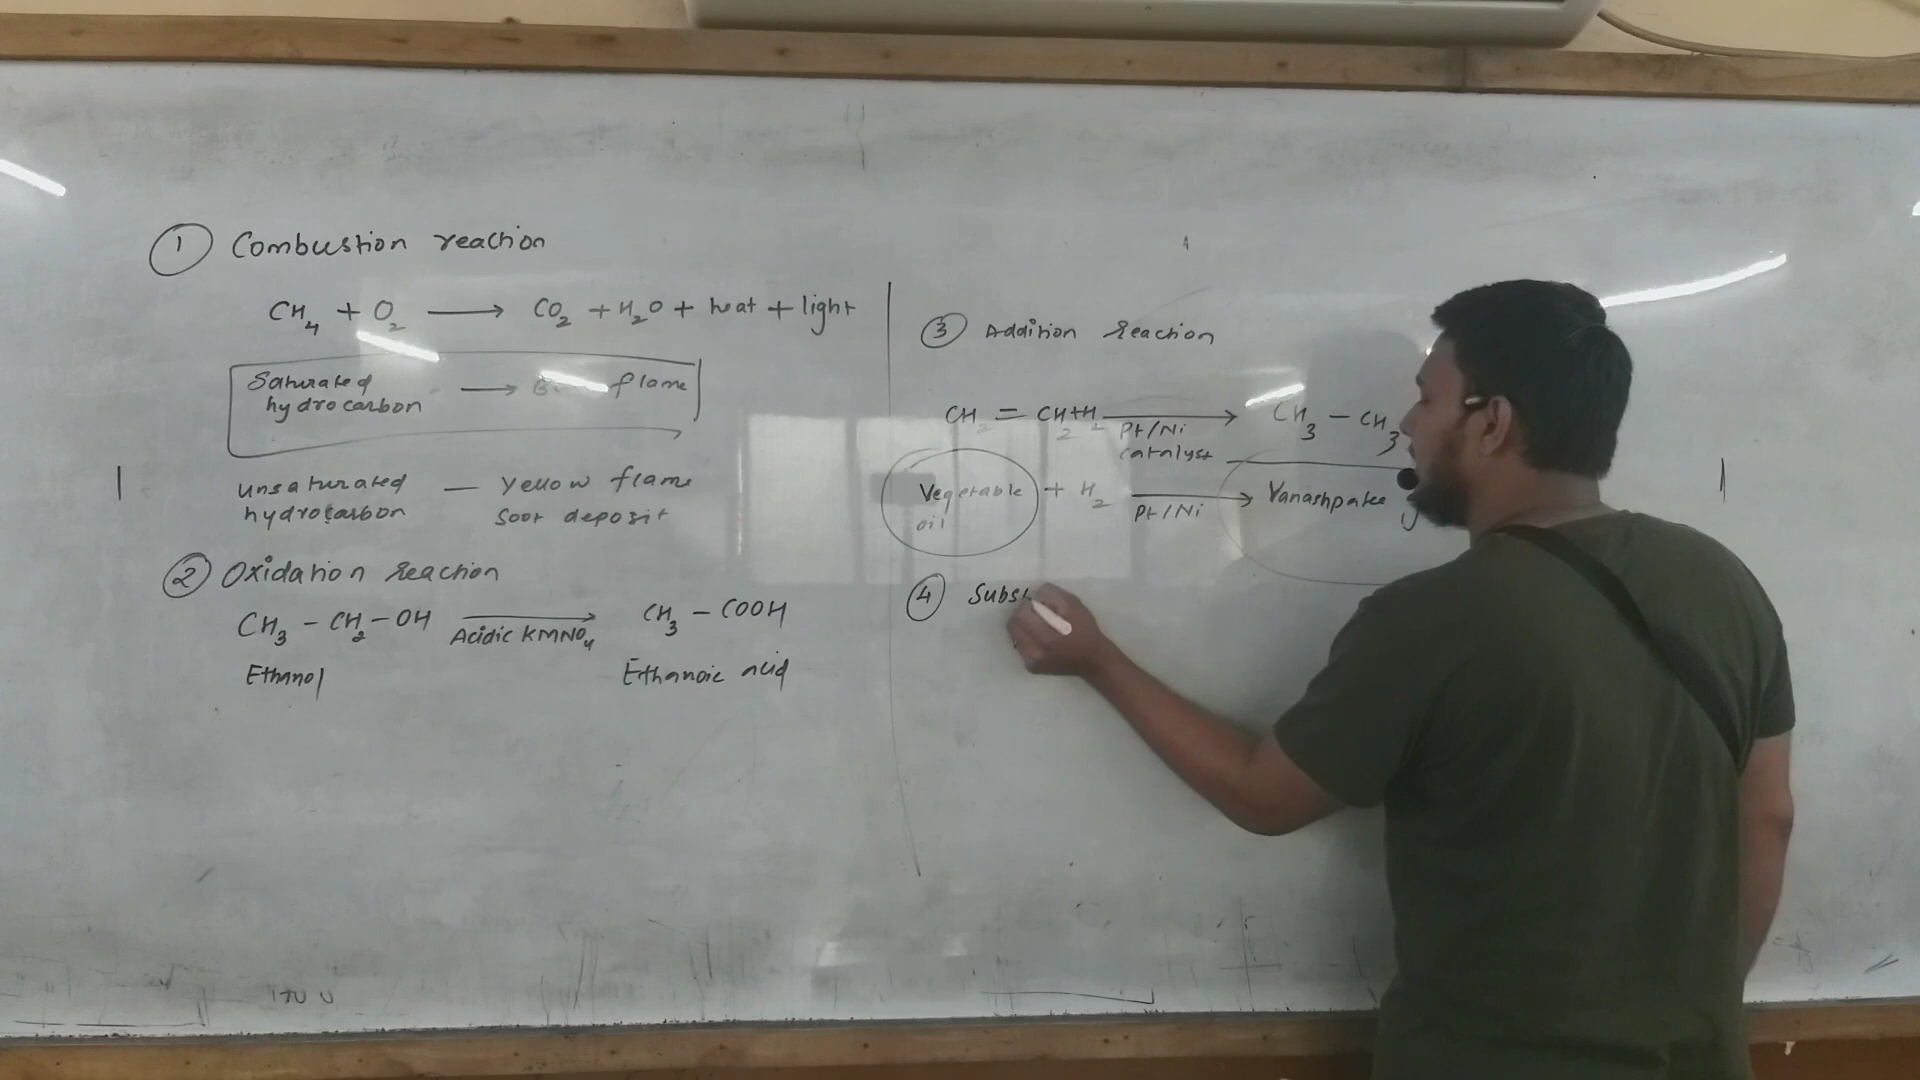 1 Combustion reaction
CH4 + O2 → CO2 + H2O + heat + light
Saturated hydrocarbon → flame
Unsaturated hydrocarbon — Yellow flame
Soot deposit
2 Oxidation reaction
CH3 – CH2 – OH → CH3 – COOH
Acidic KMNO4
Ethanol Ethanoic acid
3 Addition reaction
CH2 = CH2 + H2 → CH3 – CH3
Pt/Ni
catalyst
Vegetable oil + H2 → Vanashpate
Pt/Ni
4 Subst